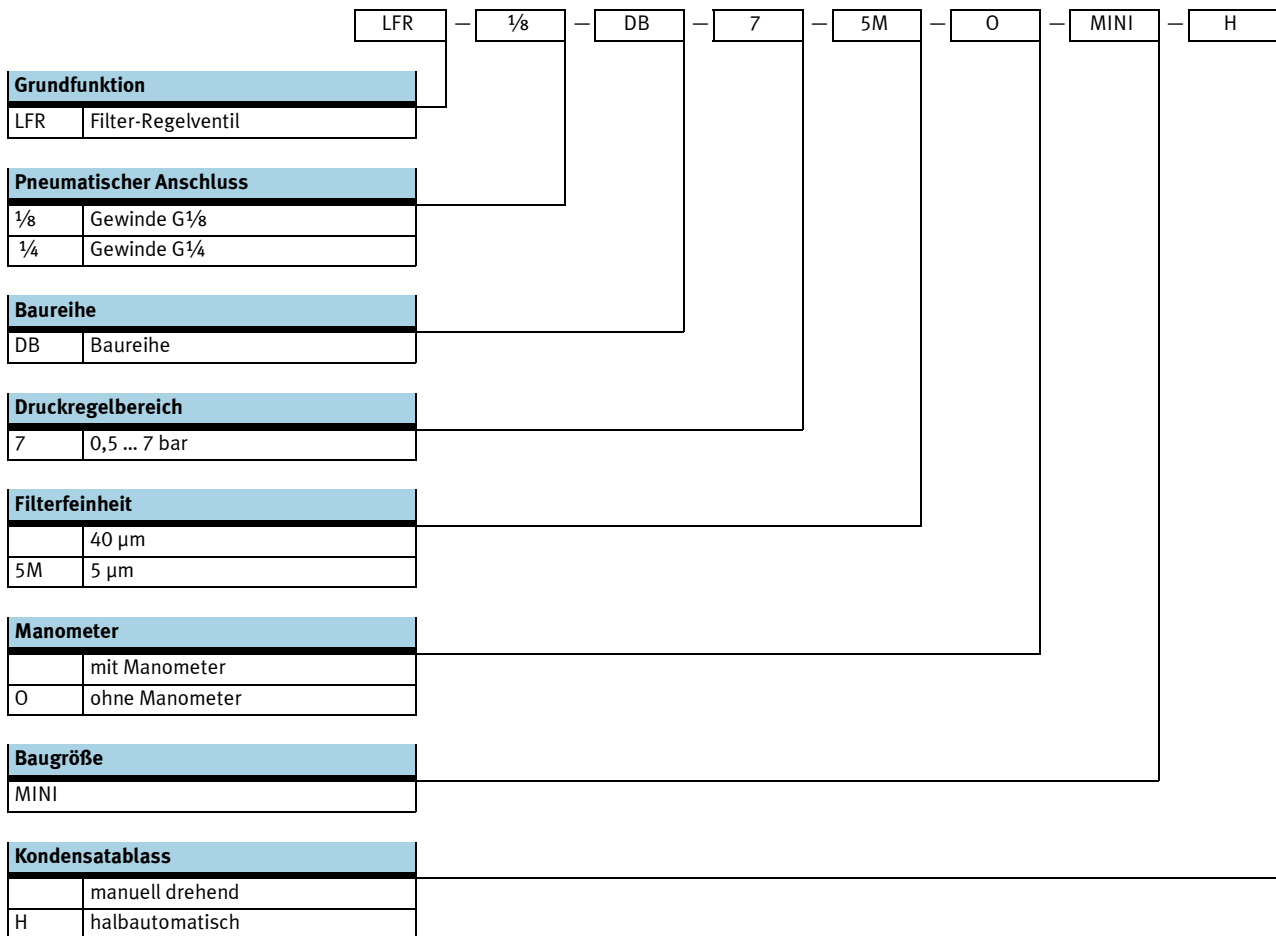 LFR — ⅛ — DB — 7 — 5M — O — MINI — H
Grundfunktion
LFR Filter-Regelventil
Pneumatischer Anschluss
⅛ Gewinde G⅛
¼ Gewinde G¼
Baureihe
DB Baureihe
Druckregelbereich
7 0,5 ... 7 bar
Filterfeinheit
40 µm
5M 5 µm
Manometer
mit Manometer
O ohne Manometer
Baugröße
MINI
Kondensatablass
manuell drehend
H halbautomatisch